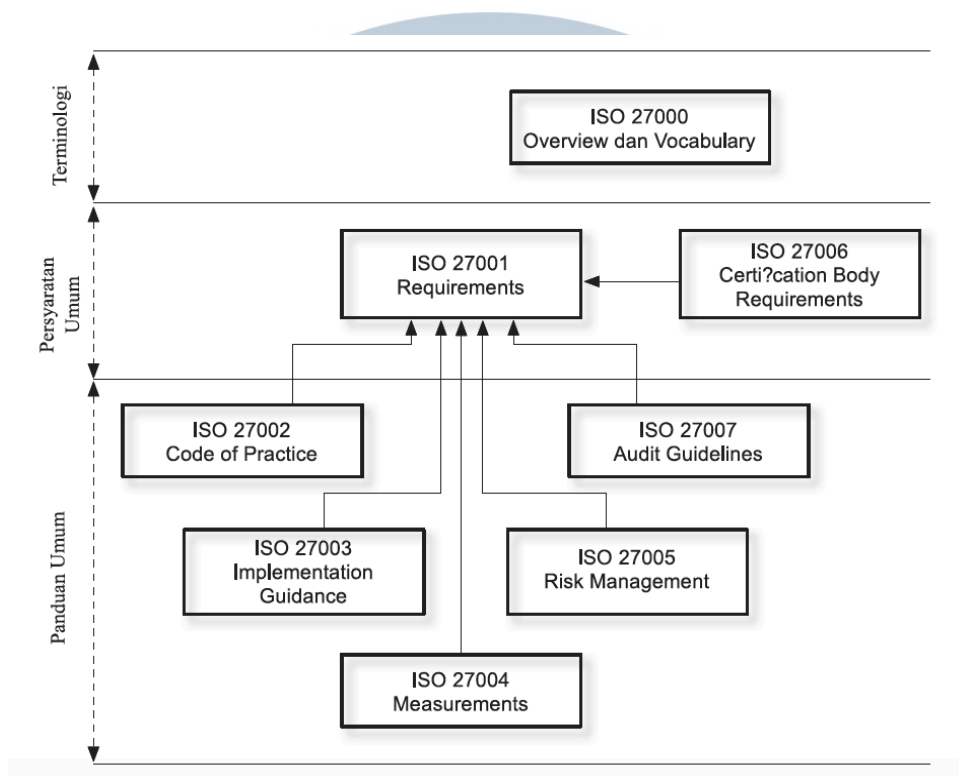 Terminologi
ISO 27000
Overview dan Vocabulary
Persyaratan
Umum
ISO 27001
Requirements
ISO 27006
Certi?cation Body
Requirements
Panduan Umum
ISO 27002
Code of Practice
ISO 27007
Audit Guidelines
ISO 27003
Implementation
Guidance
ISO 27005
Risk Management
ISO 27004
Measurements